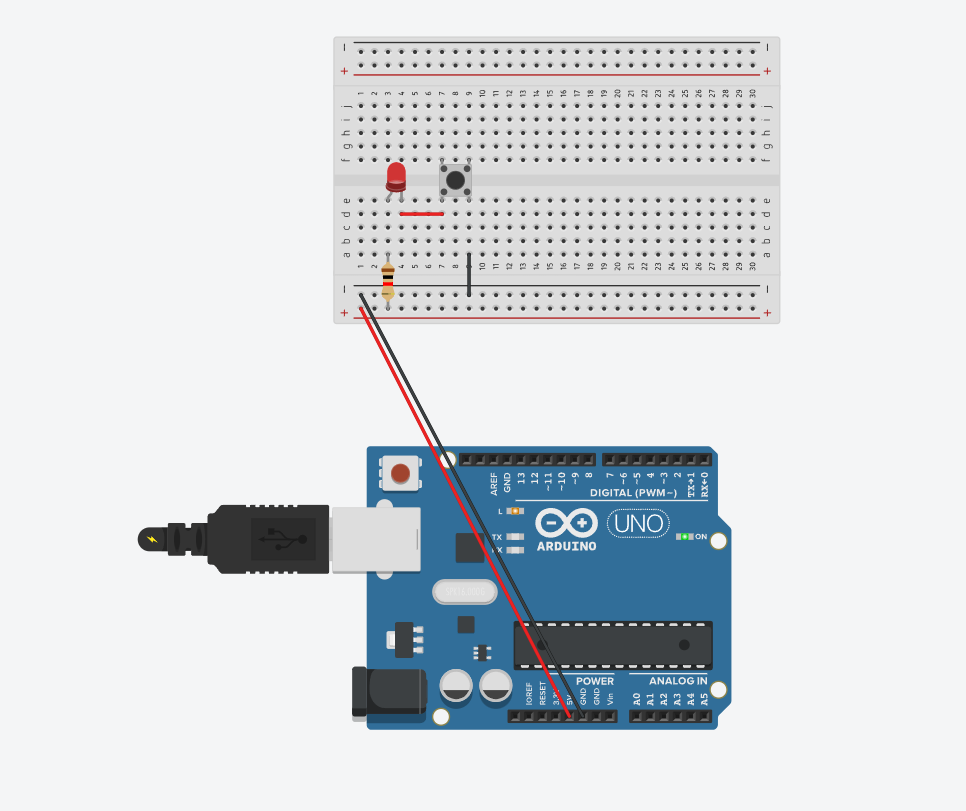 − −
+ +
1 2 3 4 5 6 7 8 9 10 11 12 13 14 15 16 17 18 19 20 21 22 23 24 25 26 27 28 29 30
j j
i i
h h
g g
f f
e e
d d
c c
b b
a a
1 2 3 4 5 6 7 8 9 10 11 12 13 14 15 16 17 18 19 20 21 22 23 24 25 26 27 28 29 30
− −
+ +
AREF GND 13 12 ~11 ~10 ~9 8 7 ~6 ~5 4 ~3 2 TX→1 RX←0
DIGITAL (PWM~)
L
TX
UNO
ON
ARDUINO
POWER ANALOG IN
IOREF RESET 5V GND GND Vin A0 A1 A2 A3 A4 A5